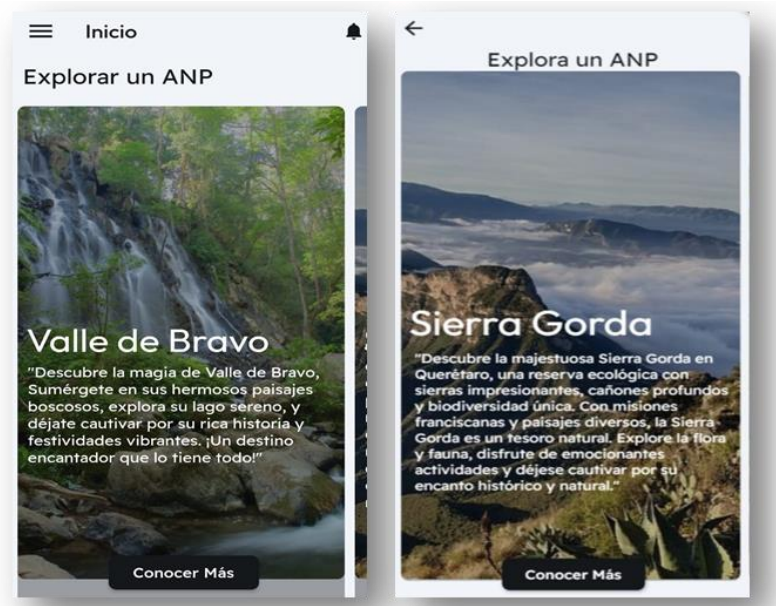 Inicio
Explorar un ANP
Valle de Bravo
"Descubre la magia de Valle de Bravo,
Sumérgete en sus hermosos paisajes
boscosos, explora su lago sereno, y
déjate cautivar por su rica historia y
festividades vibrantes. ¡Un destino
encantador que lo tiene todo!"
Conocer Más
Explora un ANP
Sierra Gorda
"Descubre la majestuosa Sierra Gorda en
Querétaro, una reserva ecológica con
sierras impresionantes, cañones profundos
y biodiversidad única. Con misiones
franciscanas y paisajes diversos, la Sierra
Gorda es un tesoro natural. Explore la flora
y fauna, disfrute de emocionantes
actividades y déjese cautivar por su
encanto histórico y natural."
Conocer Más